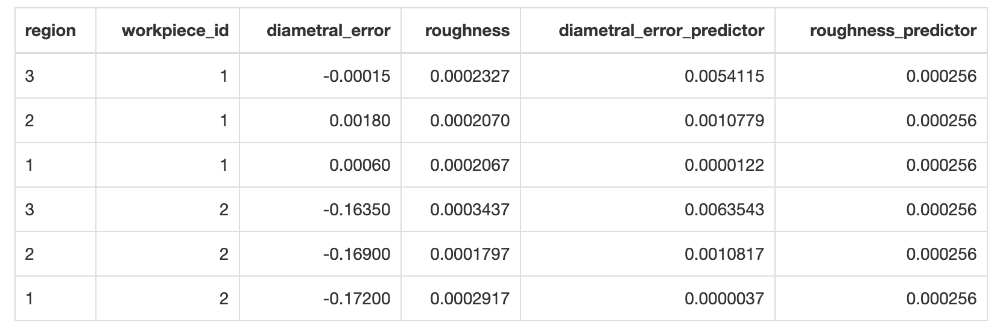 region workpiece_id diametral_error roughness diametral_error_predictor roughness_predictor
3 1 -0.00015 0.0002327 0.0054115 0.000256
2 1 0.00180 0.0002070 0.0010779 0.000256
1 1 0.00060 0.0002067 0.0000122 0.000256
3 2 -0.16350 0.0003437 0.0063543 0.000256
2 2 -0.16900 0.0001797 0.0010817 0.000256
1 2 -0.17200 0.0002917 0.0000037 0.000256